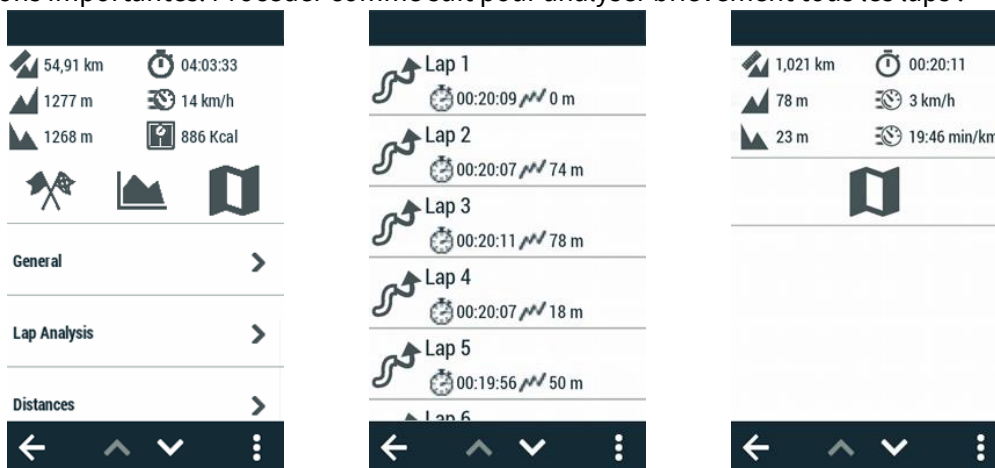 54,91 km 04:03:33
1277 m 14 km/h
1268 m 886 Kcal
General
Lap Analysis
Distances
Lap 1
00:20:09 0 m
Lap 2
00:20:07 74 m
Lap 3
00:20:11 78 m
Lap 4
00:20:07 18 m
Lap 5
00:19:56 50 m
Lap 6
1,021 km 00:20:11
78 m 3 km/h
23 m 19:46 min/km